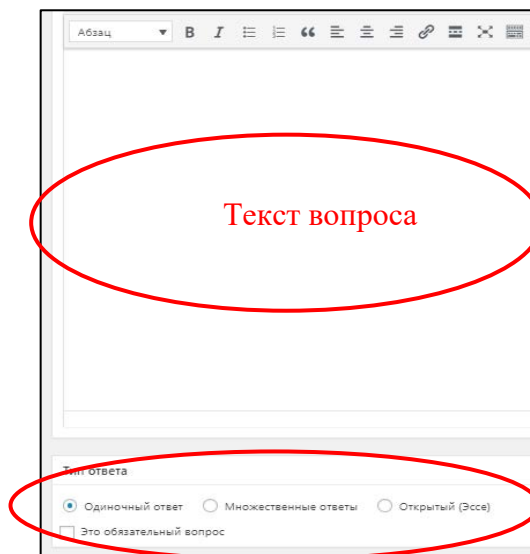 Абзац B I
Текст вопроса
Тип ответа
Одиночный ответ Множественные ответы Открытый (Эссе)
Это обязательный вопрос